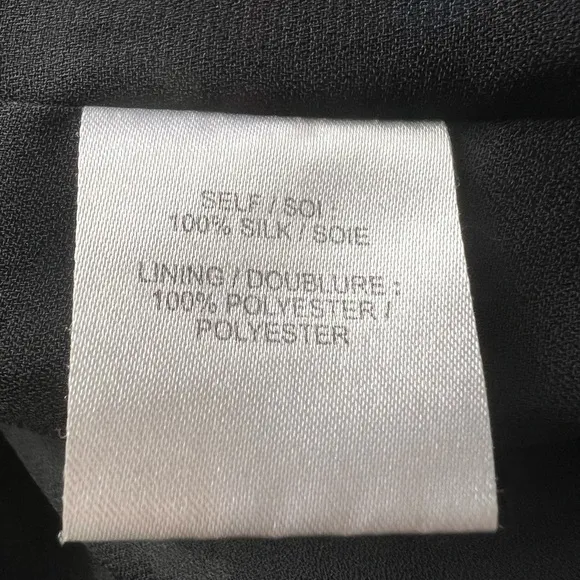 SELF / SOI :
100% SILK / SOIE
LINING / DOUBLURE :
100% POLYESTER /
POLYESTER